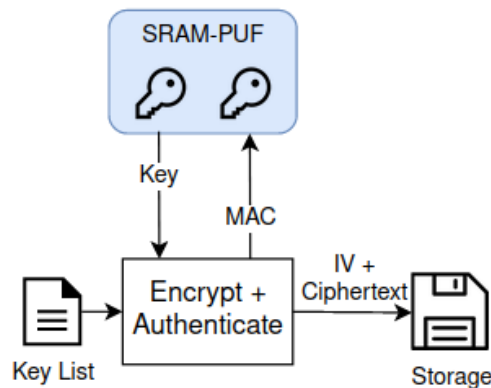 SRAM-PUF
Key
MAC
IV +
Ciphertext
Encrypt +
Authenticate
Key List
Storage